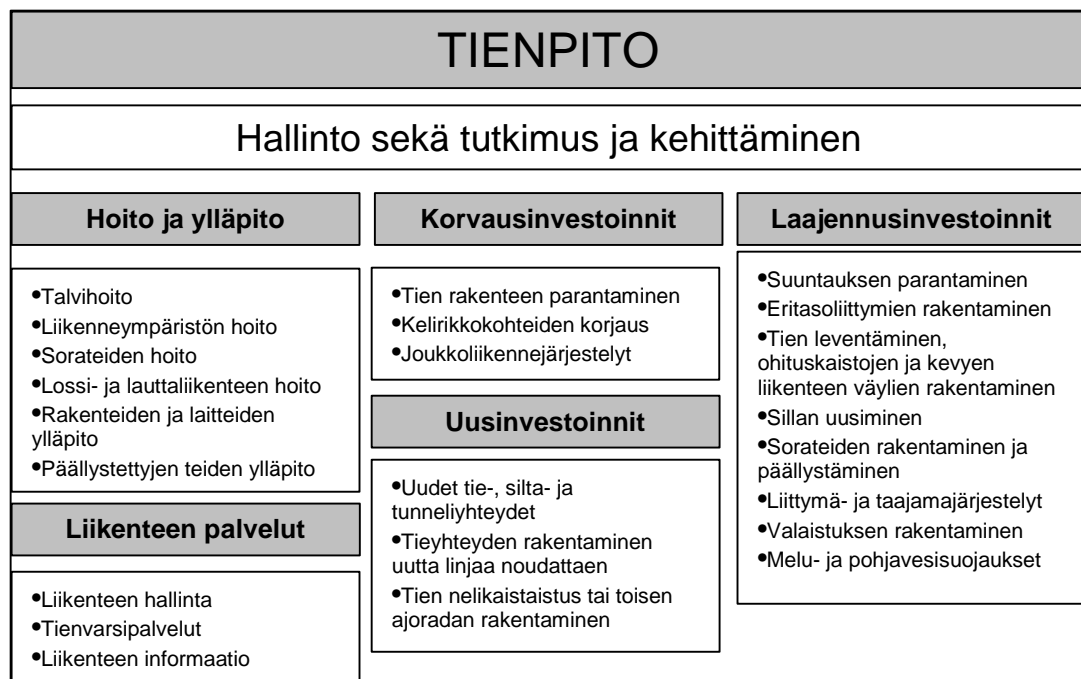 TIENPITO
Hallinto sekä tutkimus ja kehittäminen
Hoito ja ylläpito
•Talvihoito
•Liikenneympäristön hoito
•Sorateiden hoito
•Lossi- ja lauttaliikenteen hoito
•Rakenteiden ja laitteiden
ylläpito
•Päällystettyjen teiden ylläpito
Liikenteen palvelut
•Liikenteen hallinta
•Tienvarsipalvelut
•Liikenteen informaatio
Korvausinvestoinnit
•Tien rakenteen parantaminen
•Kelirikkokohteiden korjaus
•Joukkoliikennejärjestelyt
Uusinvestoinnit
•Uudet tie-, silta- ja
tunneliyhteydet
•Tieyhteyden rakentaminen
uutta linjaa noudattaen
•Tien nelikaistaistus tai toisen
ajoradan rakentaminen
Laajennusinvestoinnit
•Suuntauksen parantaminen
•Eritasoliittymien rakentaminen
•Tien leventäminen,
ohituskaistojen ja kevyen
liikenteen väylien rakentaminen
•Sillan uusiminen
•Sorateiden rakentaminen ja
päällystäminen
•Liittymä- ja taajamajärjestelyt
•Valaistuksen rakentaminen
•Melu- ja pohjavesisuojaukset